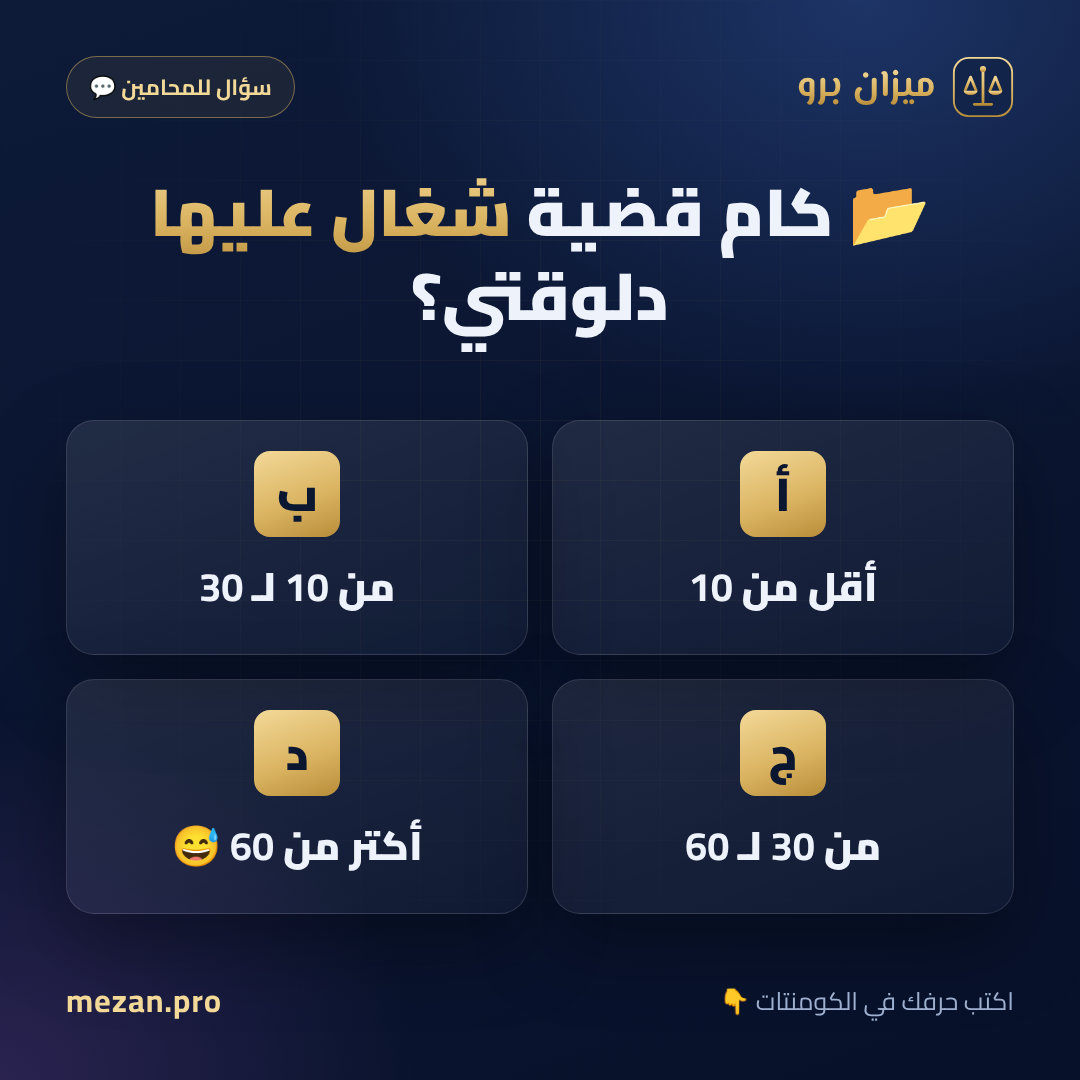 ميزان برو
سؤال للمحامين 💬
📂 كام قضية شغال عليها
دلوقتي؟
أ
أقل من 10
ب
من 10 لـ 30
ج
من 30 لـ 60
د
أكتر من 60 😅
اكتب حرفك في الكومنتات 👇
mezan.pro